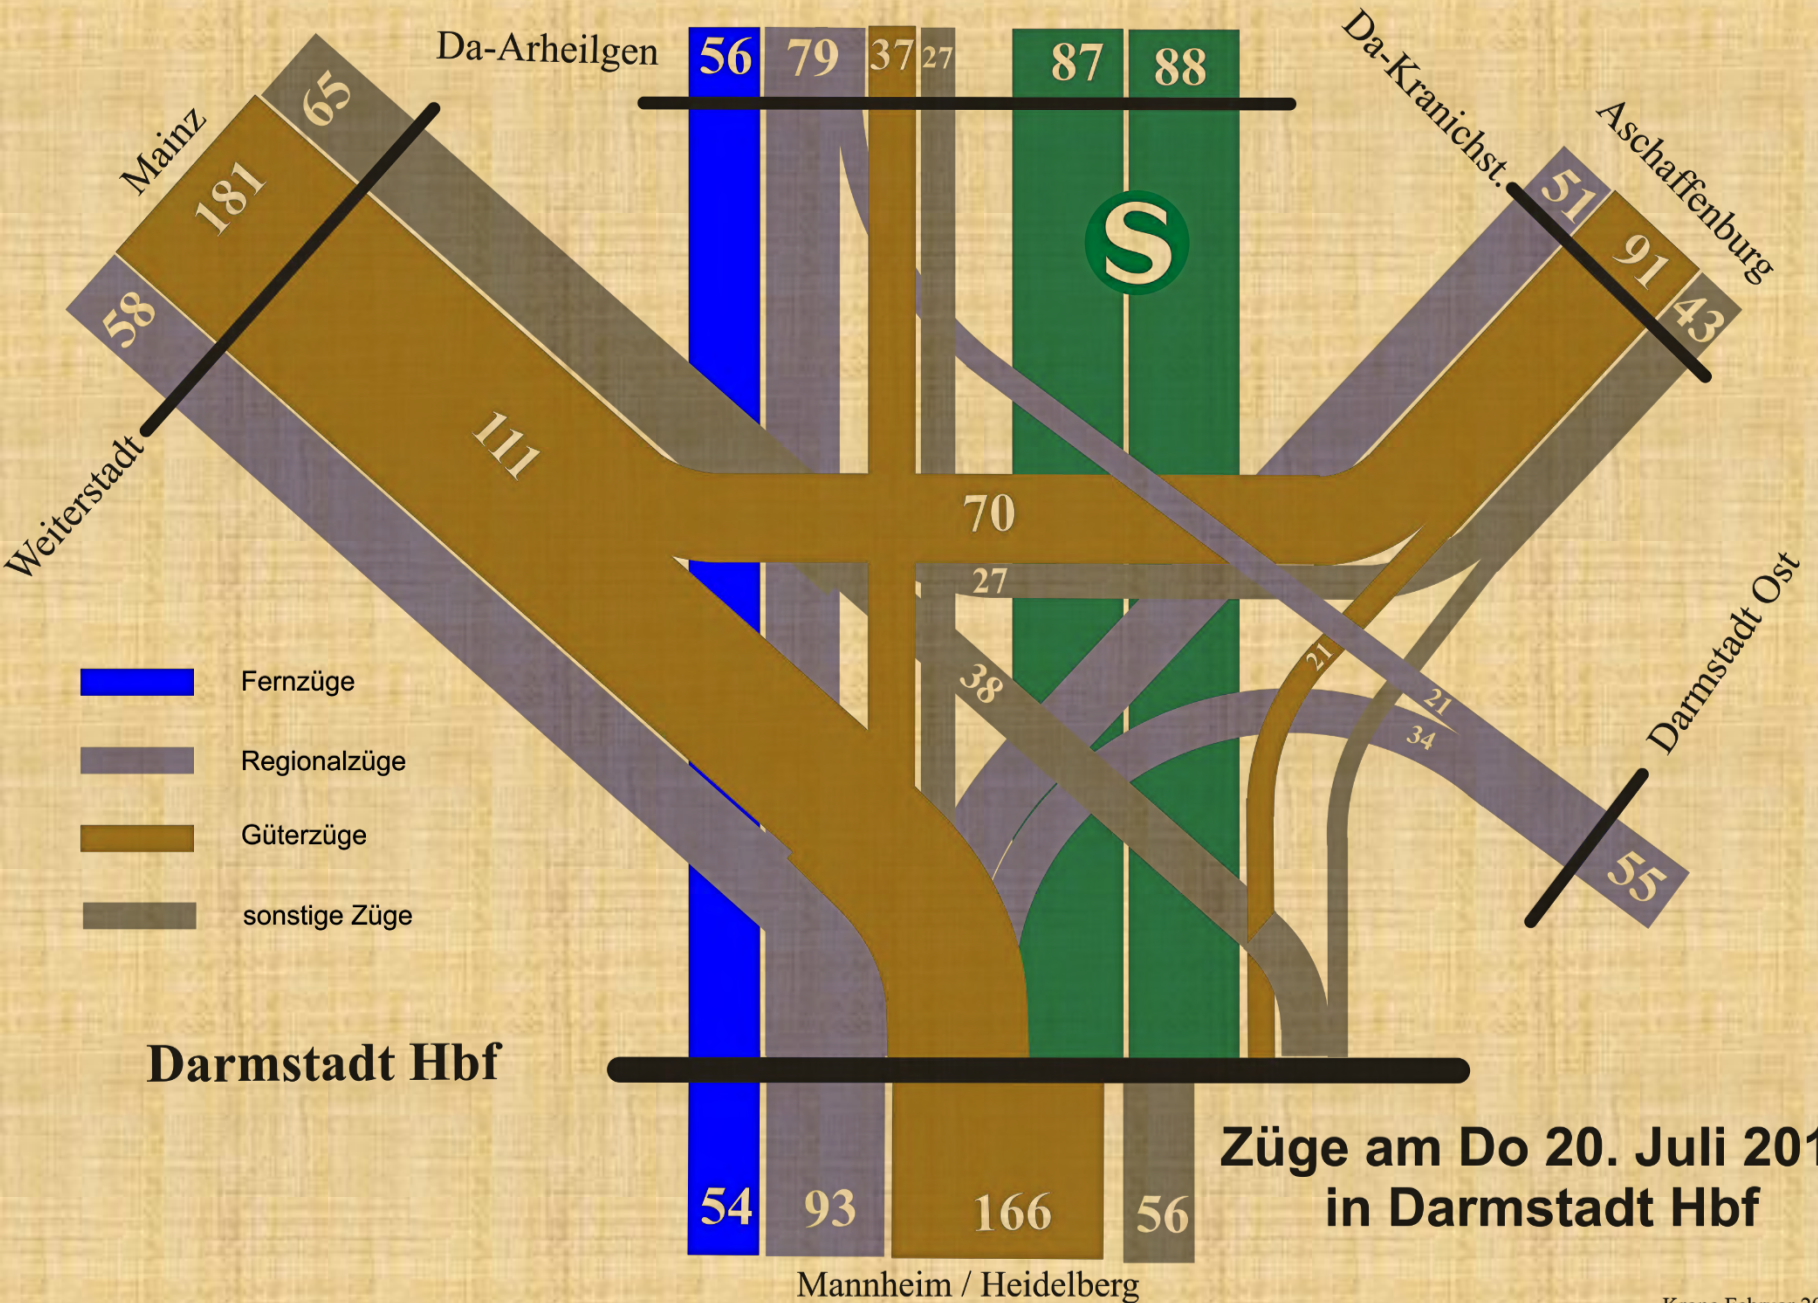 Da-Arheilgen
56
79
37
27
87
88
Da-Kranichst.
Aschaffenburg
51
91
43
65
Mainz
181
58
Weiterstadt
111
S
70
27
38
21
21
34
Darmstadt Ost
55
Fernzüge
Regionalzüge
Güterzüge
sonstige Züge
Darmstadt Hbf
54
93
166
56
Züge am Do 20. Juli 201
in Darmstadt Hbf
Mannheim / Heidelberg